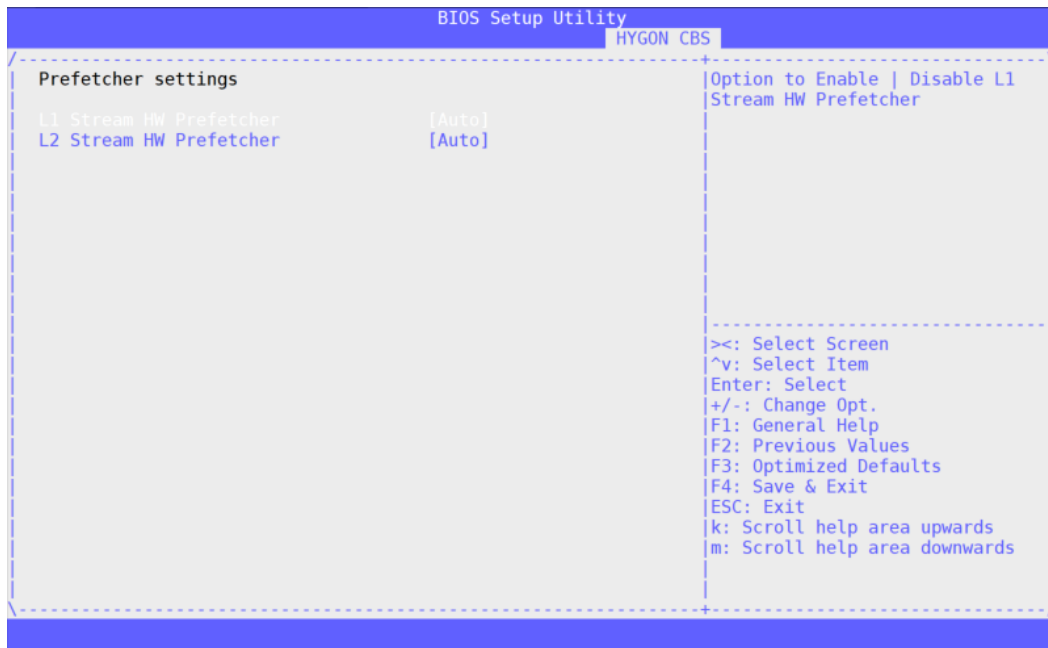 BIOS Setup Utility
HYGON CBS
Prefetcher settings
L1 Stream HW Prefetcher [Auto]
L2 Stream HW Prefetcher [Auto]
Option to Enable | Disable L1
Stream HW Prefetcher
><: Select Screen
^v: Select Item
Enter: Select
+/-: Change Opt.
F1: General Help
F2: Previous Values
F3: Optimized Defaults
F4: Save & Exit
ESC: Exit
k: Scroll help area upwards
m: Scroll help area downwards